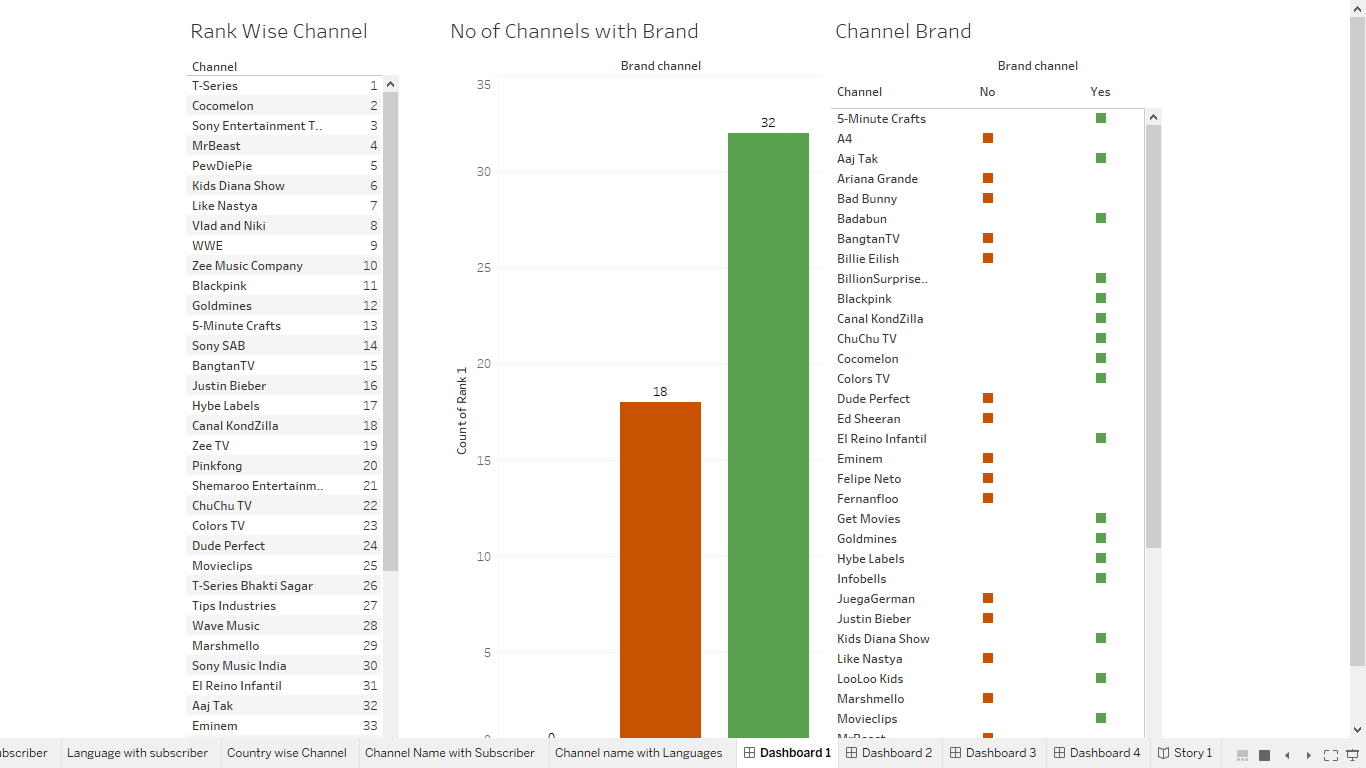 Rank Wise Channel
Channel
T-Series 1
Cocomelon 2
Sony Entertainment T.. 3
MrBeast 4
PewDiePie 5
Kids Diana Show 6
Like Nastya 7
Vlad and Niki 8
WWE 9
Zee Music Company 10
Blackpink 11
Goldmines 12
5-Minute Crafts 13
Sony SAB 14
BangtanTV 15
Justin Bieber 16
Hybe Labels 17
Canal KondZilla 18
Zee TV 19
Pinkfong 20
Shemaroo Entertainm.. 21
ChuChu TV 22
Colors TV 23
Dude Perfect 24
Movieclips 25
T-Series Bhakti Sagar 26
Tips Industries 27
Wave Music 28
Marshmello 29
Sony Music India 30
El Reino Infantil 31
Aaj Tak 32
Eminem 33
No of Channels with Brand
Brand channel
35
30
25
20
15
10
5
0
Count of Rank 1
0
18
32
Channel Brand
Brand channel
Channel No Yes
5-Minute Crafts
A4
Aaj Tak
Ariana Grande
Bad Bunny
Badabun
BangtanTV
Billie Eilish
BillionSurprise..
Blackpink
Canal KondZilla
ChuChu TV
Cocomelon
Colors TV
Dude Perfect
Ed Sheeran
El Reino Infantil
Eminem
Felipe Neto
Fernanfloo
Get Movies
Goldmines
Hybe Labels
Infobells
JuegaGerman
Justin Bieber
Kids Diana Show
Like Nastya
LooLoo Kids
Marshmello
Movieclips
MrBeast
ubscriber
Language with subscriber
Country wise Channel
Channel Name with Subscriber
Channel name with Languages
Dashboard 1
Dashboard 2
Dashboard 3
Dashboard 4
Story 1